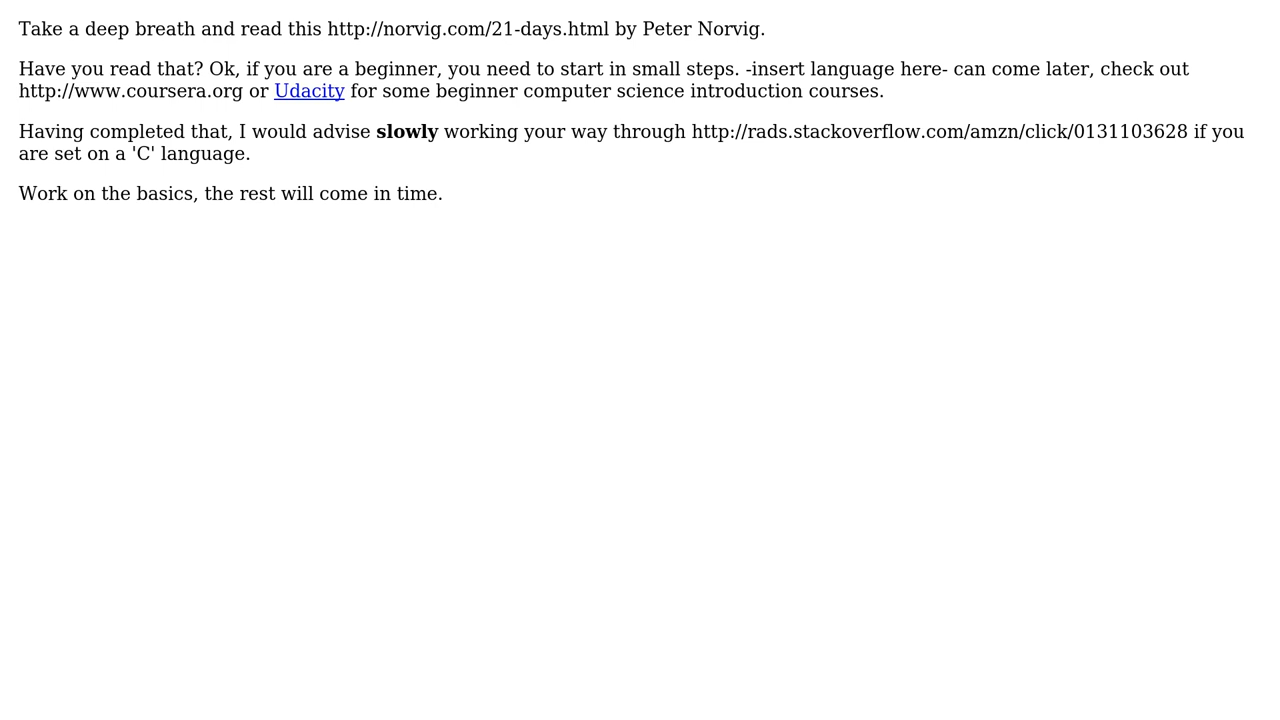 Take a deep breath and read this http://norvig.com/21-days.html by Peter Norvig.
Have you read that? Ok, if you are a beginner, you need to start in small steps. -insert language here- can come later, check out
http://www.coursera.org or Udacity for some beginner computer science introduction courses.
Having completed that, I would advise slowly working your way through http://rads.stackoverflow.com/amzn/click/0131103628 if you
are set on a 'C' language.
Work on the basics, the rest will come in time.